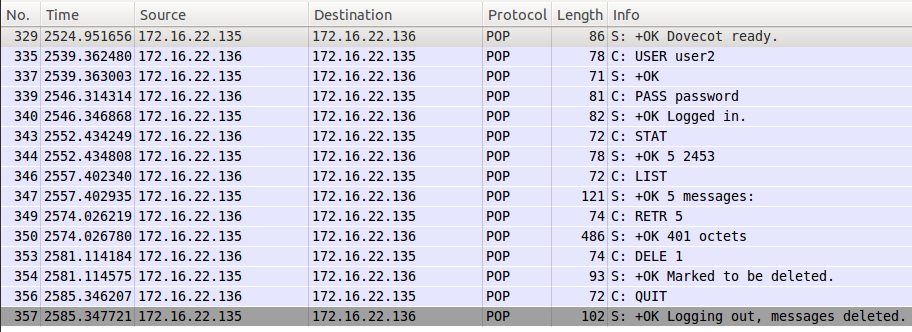 No. Time Source Destination Protocol Length Info
329 2524.951656 172.16.22.135 172.16.22.136 POP 86 S: +OK Dovecot ready.
335 2539.362480 172.16.22.136 172.16.22.135 POP 78 C: USER user2
337 2539.363003 172.16.22.135 172.16.22.136 POP 71 S: +OK
339 2546.314314 172.16.22.136 172.16.22.135 POP 81 C: PASS password
340 2546.346868 172.16.22.135 172.16.22.136 POP 82 S: +OK Logged in.
343 2552.434249 172.16.22.136 172.16.22.135 POP 72 C: STAT
344 2552.434808 172.16.22.135 172.16.22.136 POP 78 S: +OK 5 2453
346 2557.402340 172.16.22.136 172.16.22.135 POP 72 C: LIST
347 2557.402935 172.16.22.135 172.16.22.136 POP 121 S: +OK 5 messages:
349 2574.026219 172.16.22.136 172.16.22.135 POP 74 C: RETR 5
350 2574.026780 172.16.22.135 172.16.22.136 POP 486 S: +OK 401 octets
353 2581.114184 172.16.22.136 172.16.22.135 POP 74 C: DELE 1
354 2581.114575 172.16.22.135 172.16.22.136 POP 93 S: +OK Marked to be deleted.
356 2585.346207 172.16.22.136 172.16.22.135 POP 72 C: QUIT
357 2585.347721 172.16.22.135 172.16.22.136 POP 102 S: +OK Logging out, messages deleted.